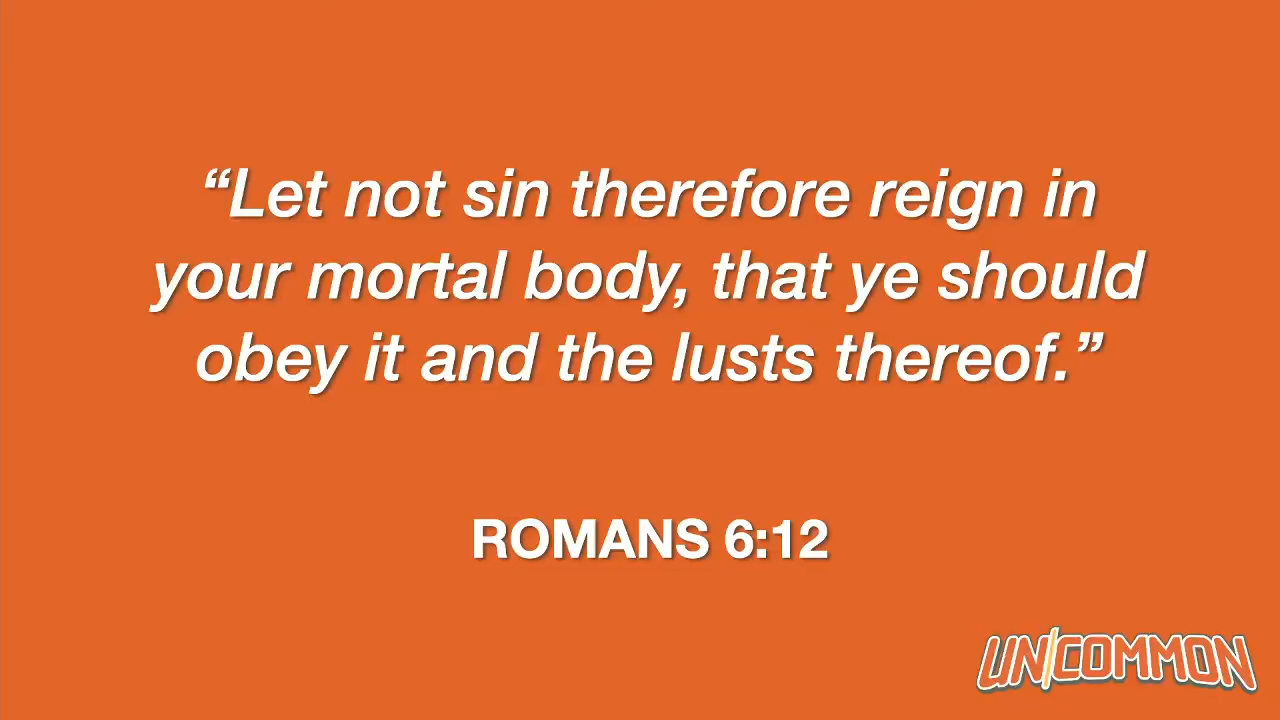 “Let not sin therefore reign in
your mortal body, that ye should
obey it and the lusts thereof.”
ROMANS 6:12
UN/COMMON